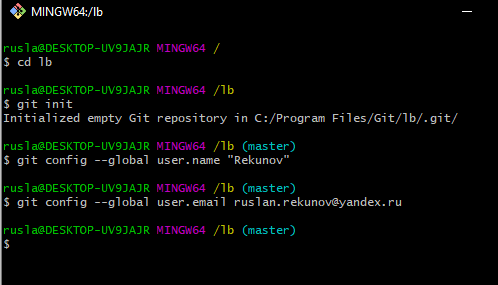 MINGW64:/lb
rusla@DESKTOP-UV9JAJR MINGW64 /
$ cd lb
rusla@DESKTOP-UV9JAJR MINGW64 /lb
$ git init
Initialized empty Git repository in C:/Program Files/Git/lb/.git/
rusla@DESKTOP-UV9JAJR MINGW64 /lb (master)
$ git config --global user.name "Rekunov"
rusla@DESKTOP-UV9JAJR MINGW64 /lb (master)
$ git config --global user.email ruslan.rekunov@yandex.ru
rusla@DESKTOP-UV9JAJR MINGW64 /lb (master)
$